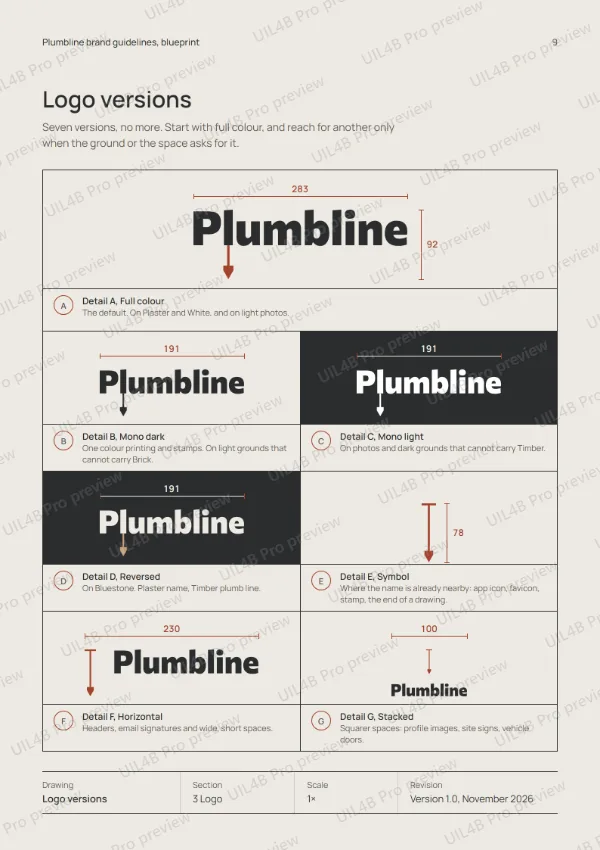 Plumbline brand guidelines, blueprint
9
Logo versions
Seven versions, no more. Start with full colour, and reach for another only
when the ground or the space asks for it.
283
Plumbline
92
A
Detail A, Full colour
The default. On Plaster and White, and on light photos.
191
Plumbline
191
Plumbline
B
Detail B, Mono dark
One colour printing and stamps. On light grounds that
cannot carry Brick.
C
Detail C, Mono light
On photos and dark grounds that cannot carry Timber.
191
Plumbline
78
D
Detail D, Reversed
On Bluestone. Plaster name, Timber plumb line.
E
Detail E, Symbol
Where the name is already nearby: app icon, favicon,
stamp, the end of a drawing.
230
Plumbline
100
Plumbline
F
Detail F, Horizontal
Headers, email signatures and wide, short spaces.
G
Detail G, Stacked
Squarer spaces: profile images, site signs, vehicle
doors.
Drawing
Logo versions
Section
3 Logo
Scale
1×
Revision
Version 1.0, November 2026
UIL4B Pro preview